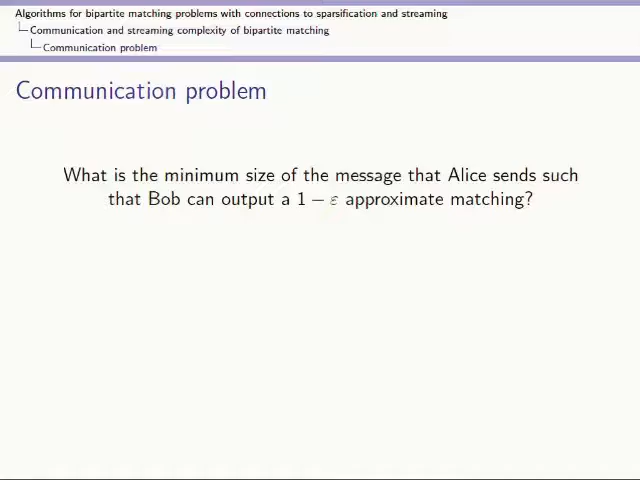 Algorithms for bipartite matching problems with connections to sparsification and streaming
Communication and streaming complexity of bipartite matching
Communication problem
Communication problem
What is the minimum size of the message that Alice sends such
that Bob can output a 1 − ε approximate matching?